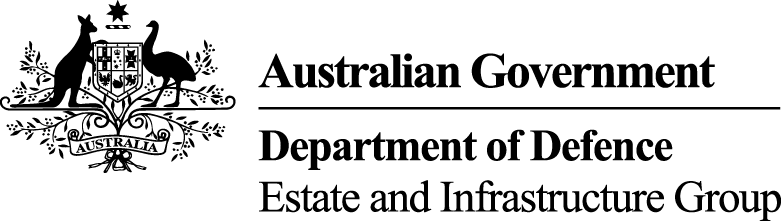 AUSTRALIA
Australian Government
Department of Defence
Estate and Infrastructure Group